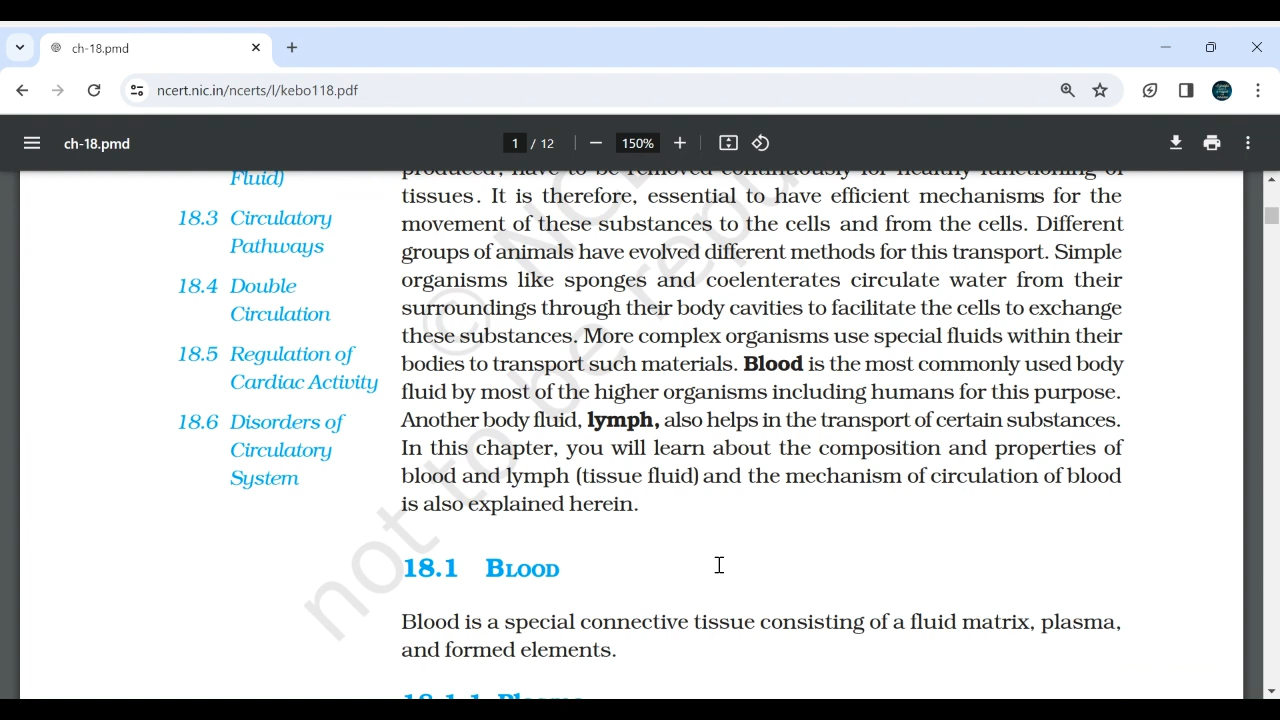 ch-18.pmd
ncert.nic.in/ncerts/l/kebo118.pdf
ch-18.pmd
1 / 12
150%
Fluid)
18.3 Circulatory
Pathways
18.4 Double
Circulation
18.5 Regulation of
Cardiac Activity
18.6 Disorders of
Circulatory
System
produced, have to be removed continuously for healthy functioning of
tissues. It is therefore, essential to have efficient mechanisms for the
movement of these substances to the cells and from the cells. Different
groups of animals have evolved different methods for this transport. Simple
organisms like sponges and coelenterates circulate water from their
surroundings through their body cavities to facilitate the cells to exchange
these substances. More complex organisms use special fluids within their
bodies to transport such materials. Blood is the most commonly used body
fluid by most of the higher organisms including humans for this purpose.
Another body fluid, lymph, also helps in the transport of certain substances.
In this chapter, you will learn about the composition and properties of
blood and lymph (tissue fluid) and the mechanism of circulation of blood
is also explained herein.
18.1 BLOOD
Blood is a special connective tissue consisting of a fluid matrix, plasma,
and formed elements.
18.1.1 Plasma
© NC
not to be repu